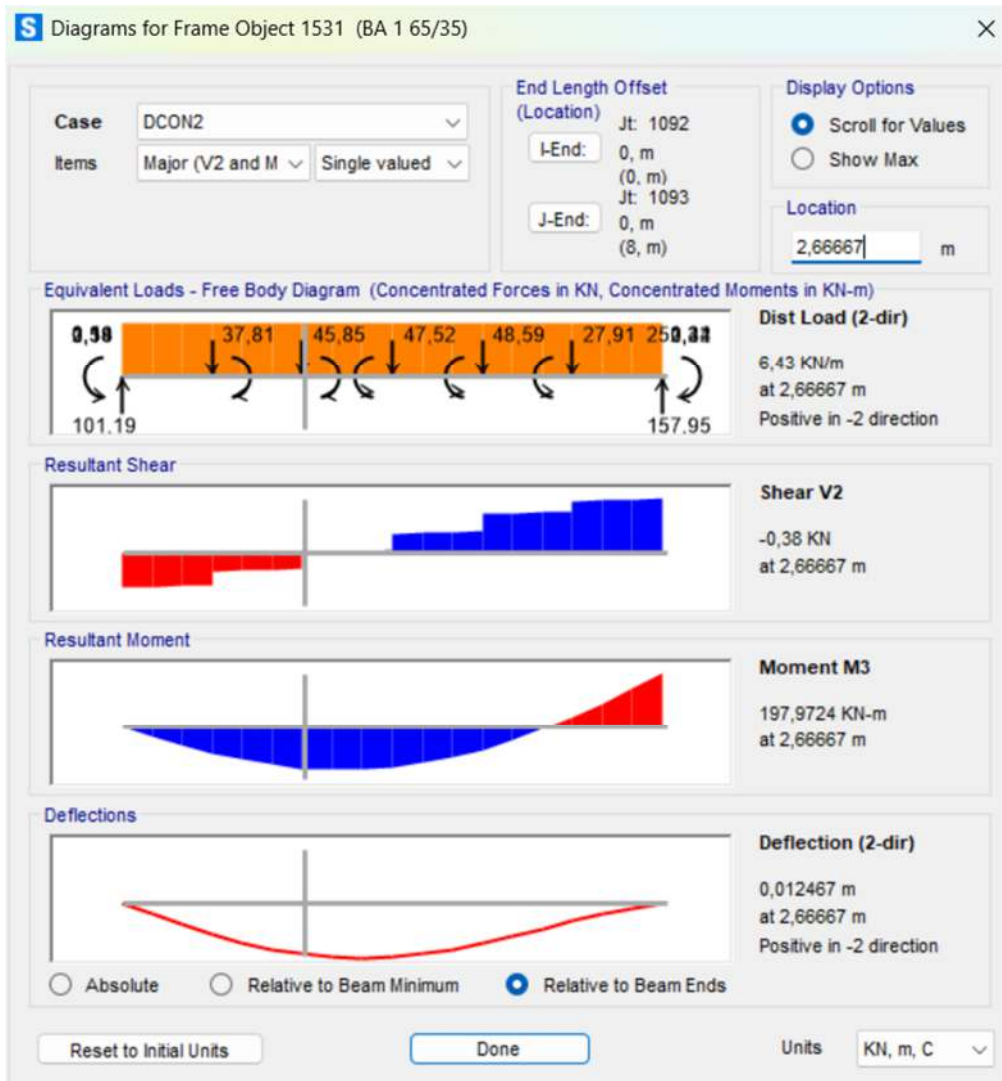 S Diagrams for Frame Object 1531 (BA 1 65/35)
Case DCON2
Items Major (V2 and M Single valued
End Length Offset
(Location)
Jt: 1092
I-End: 0, m
(0, m)
Jt: 1093
J-End: 0, m
(8, m)
Display Options
Scroll for Values
Show Max
Location
2,66667 m
Equivalent Loads - Free Body Diagram (Concentrated Forces in KN, Concentrated Moments in KN-m)
37,81 45,85 47,52 48,59 27,91
101.19 157.95
Dist Load (2-dir)
6,43 KN/m
at 2,66667 m
Positive in -2 direction
Resultant Shear
Shear V2
-0,38 KN
at 2,66667 m
Resultant Moment
Moment M3
197,9724 KN-m
at 2,66667 m
Deflections
Deflection (2-dir)
0,012467 m
at 2,66667 m
Positive in -2 direction
Absolute Relative to Beam Minimum Relative to Beam Ends
Reset to Initial Units Done Units KN, m, C